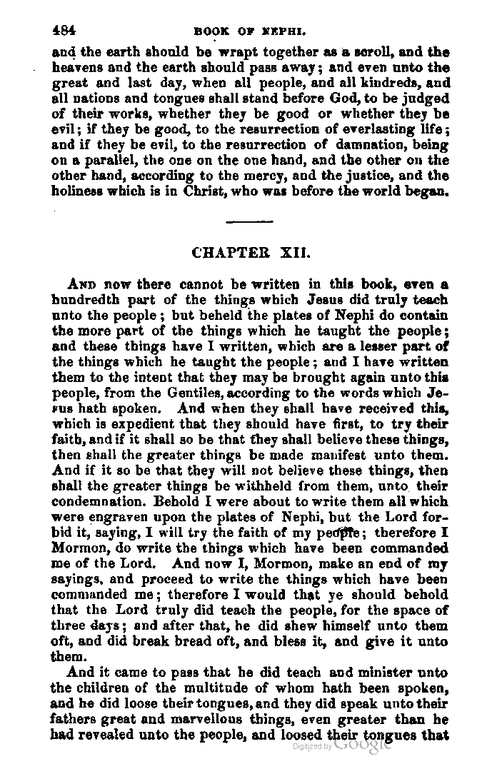 484 BOOK OF NEPHI.
and the earth should be wrapt together as a scroll, and the
heavens and the earth should pass away; and even unto the
great and last day, when all people, and all kindreds, and
all nations and tongues shall stand before God, to be judged
of their works, whether they be good or whether they be
evil; if they be good, to the resurrection of everlasting life;
and if they be evil, to the resurrection of damnation, being
on a parallel, the one on the one hand, and the other on the
other hand, according to the mercy, and the justice, and the
holiness which is in Christ, who was before the world began.
CHAPTER XII.
AND now there cannot be written in this book, even a
hundredth part of the things which Jesus did truly teach
unto the people; but beheld the plates of Nephi do contain
the more part of the things which he taught the people;
and these things have I written, which are a lesser part of
the things which he taught the people; and I have written
them to the intent that they may be brought again unto this
people, from the Gentiles, according to the words which Je-
sus hath spoken. And when they shall have received this,
which is expedient that they should have first, to try their
faith, and if it shall so be that they shall believe these things,
then shall the greater things be made manifest unto them.
And if it so be that they will not believe these things, then
shall the greater things be withheld from them, unto their
condemnation. Behold I were about to write them all which
were engraven upon the plates of Nephi, but the Lord for-
bid it, saying, I will try the faith of my people; therefore I
Mormon, do write the things which have been commanded
me of the Lord. And now I, Mormon, make an end of my
sayings, and proceed to write the things which have been
commanded me; therefore I would that ye should behold
that the Lord truly did teach the people, for the space of
three days; and after that, he did shew himself unto them
oft, and did break bread oft, and bless it, and give it unto
them.
And it came to pass that he did teach and minister unto
the children of the multitude of whom hath been spoken,
and he did loose their tongues, and they did speak unto their
fathers great and marvellous things, even greater than he
had revealed unto the people, and loosed their tongues that
Digitized by Google